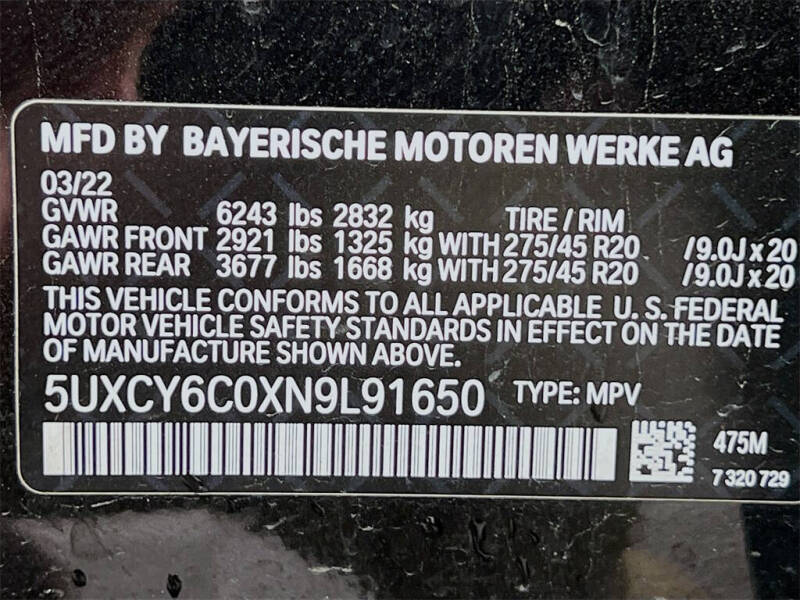 MFD BY BAYERISCHE MOTOREN WERKE AG
03/22
GVWR 6243 lbs 2832 kg TIRE / RIM
GAWR FRONT 2921 lbs 1325 kg WITH 275/45 R20 /9.0J x 20
GAWR REAR 3677 lbs 1668 kg WITH 275/45 R20 /9.0J x 20
THIS VEHICLE CONFORMS TO ALL APPLICABLE U. S. FEDERAL
MOTOR VEHICLE SAFETY STANDARDS IN EFFECT ON THE DATE
OF MANUFACTURE SHOWN ABOVE.
5UXCY6C0XN9L91650 TYPE: MPV
475M
7 320 729